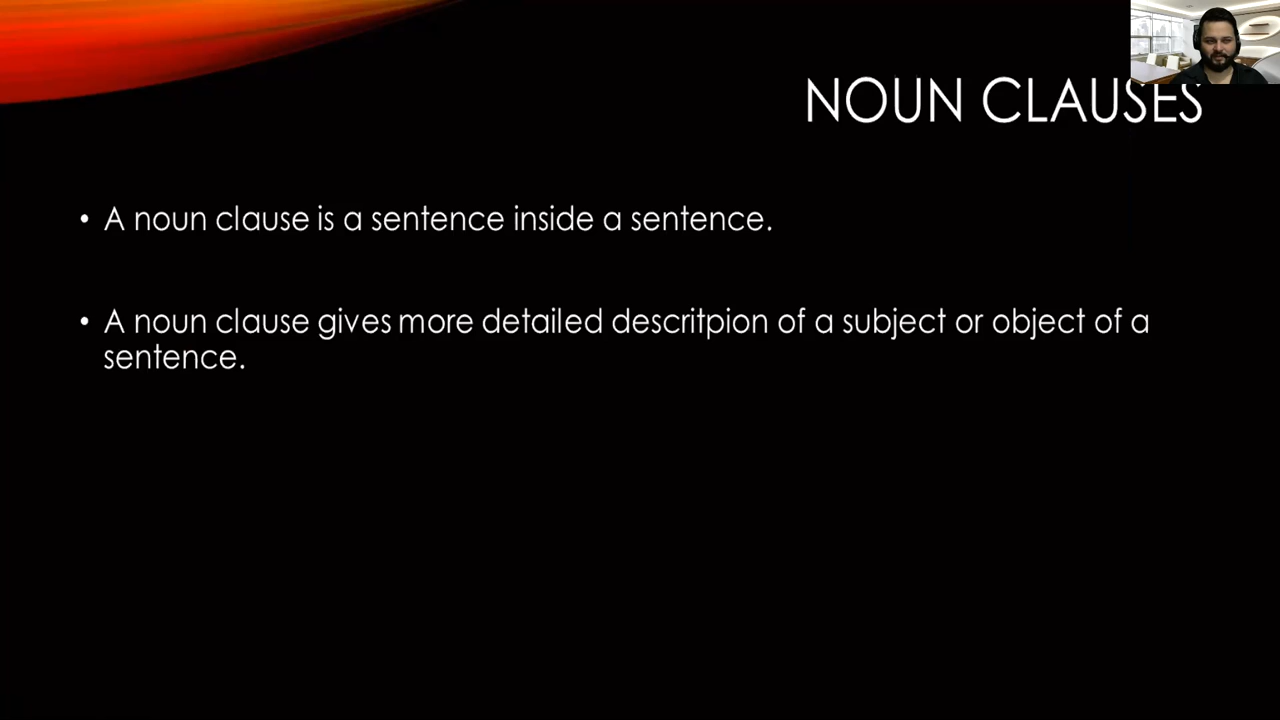 NOUN CLAUSES
• A noun clause is a sentence inside a sentence.
• A noun clause gives more detailed descritpion of a subject or object of a
sentence.